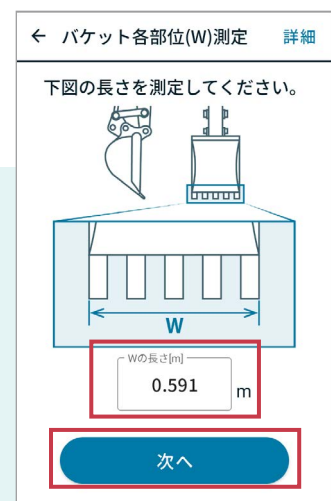 ← バケット各部位(W)測定 詳細
下図の長さを測定してください。
W
Wの長さ[m]
0.591 m
次へ